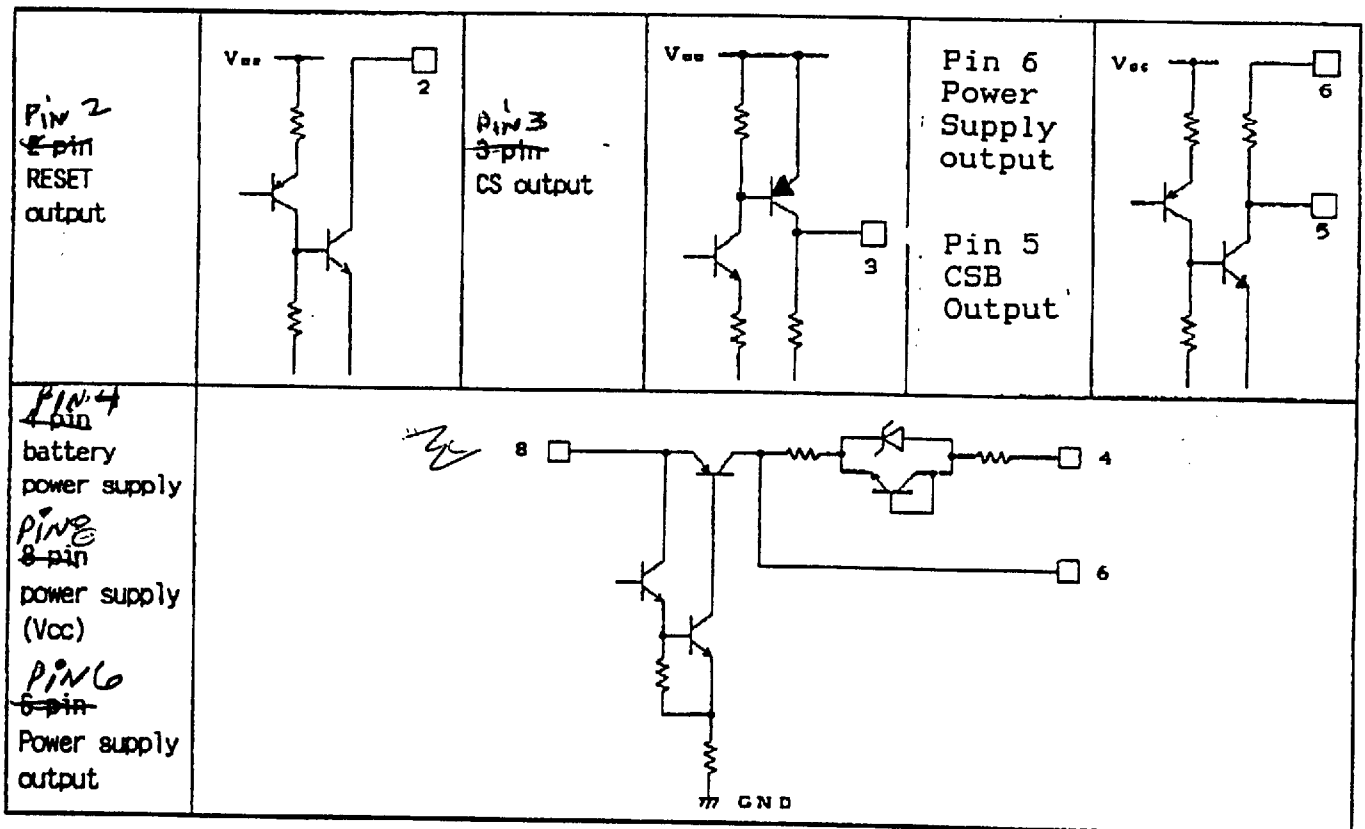 PIN 2
2 pin
RESET
output
Vcc
2
PIN 3
3-pin
CS output
Vcc
3
Pin 6
Power
Supply
output
Pin 5
CSB
Output
Vcc
6
5
PIN 4
4 pin
battery
power supply
PIN 8
8-pin
power supply
(Vcc)
PIN 6
6-pin
Power supply
output
8
4
6
GND